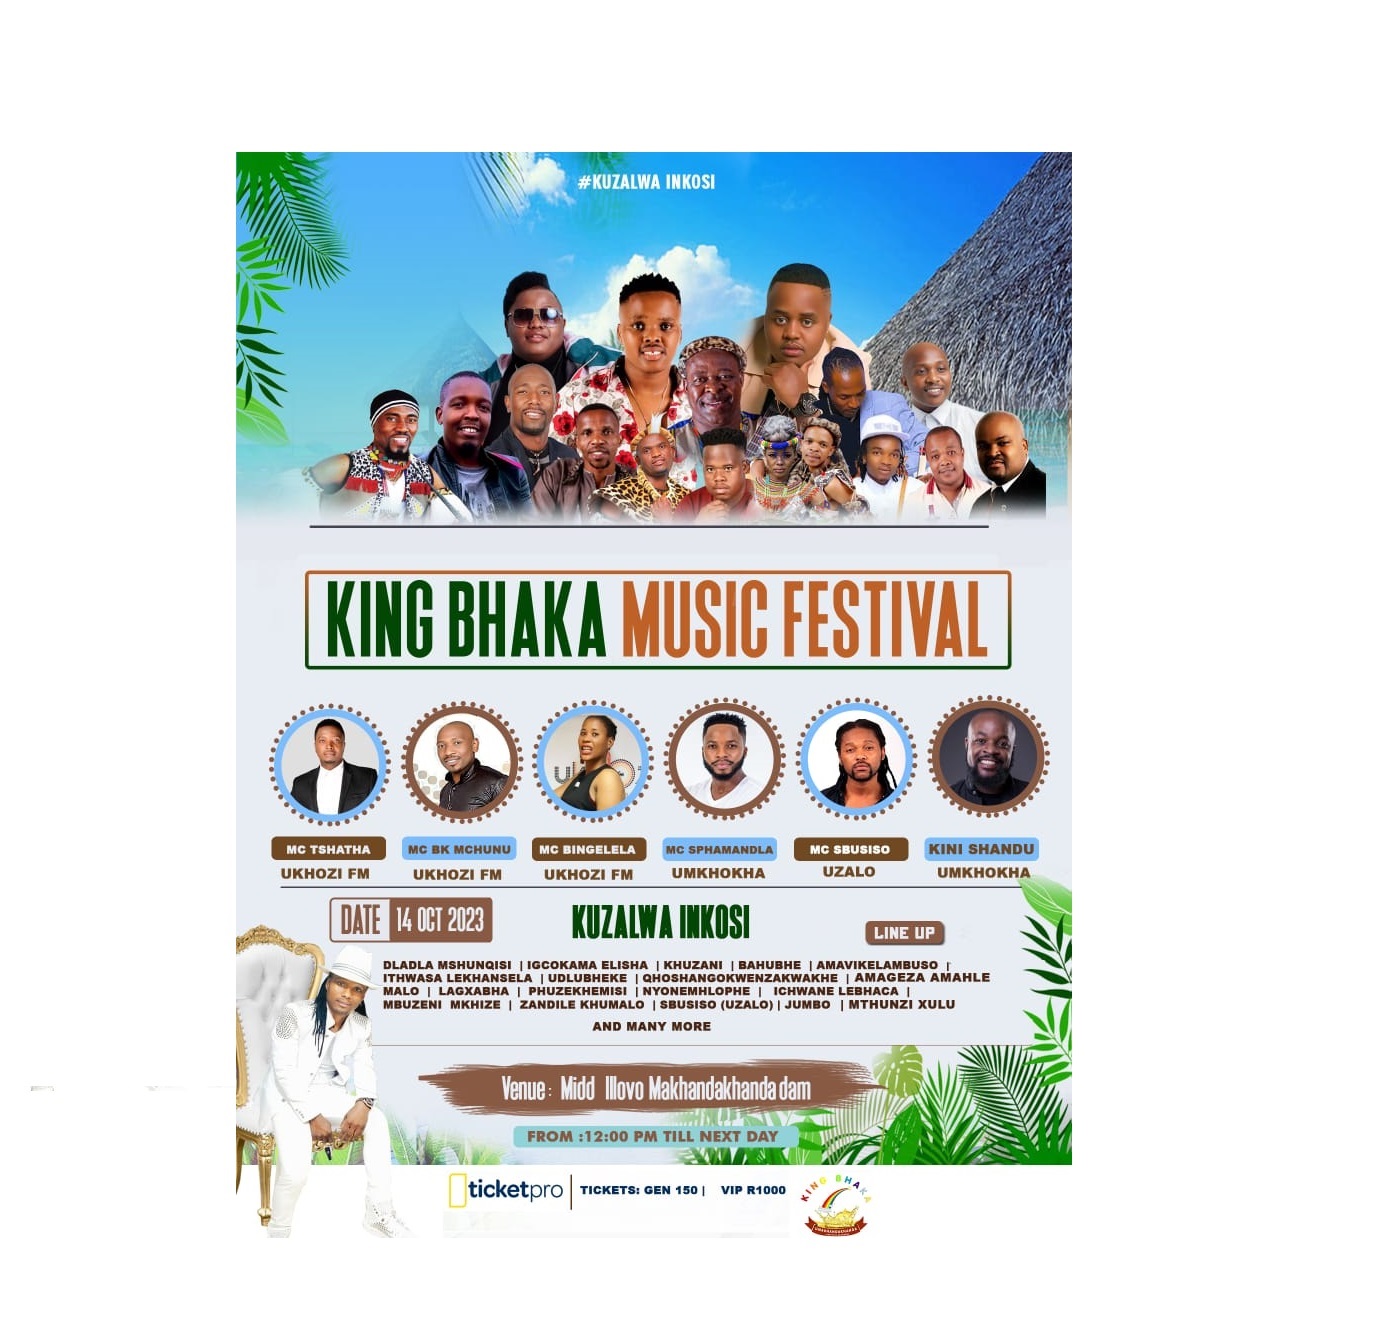 #KUZALWA INKOSI
KING BHAKA MUSIC FESTIVAL
MC TSHATHA
UKHOZI FM
MC BK MCHUNU
UKHOZI FM
MC BINGELELA
UKHOZI FM
MC SPHAMANDLA
UMKHOKHA
MC SBUSISO
UZALO
KINI SHANDU
UMKHOKHA
DATE 14 OCT 2023
KUZALWA INKOSI
LINE UP
DLADLA MSHUNQISI | IGCOKAMA ELISHA | KHUZANI | BAHUBHE | AMAVIKELAMBUSO |
ITHWASA LEKHANSELA | UDLUBHEKE | QHOSHANGOKWENZAKWAKHE | AMAGEZA AMAHLE
MALO | LAGXABHA | PHUZEKHEMISI | NYONEMHLOPHE | ICHWANE LEBHACA |
MBUZENI MKHIZE | ZANDILE KHUMALO | SBUSISO (UZALO) | JUMBO | MTHUNZI XULU
AND MANY MORE
Venue : Midd Illovo Makhandakhanda dam
FROM :12:00 PM TILL NEXT DAY
ticketpro
TICKETS: GEN 150 | VIP R1000
KING BHAKA